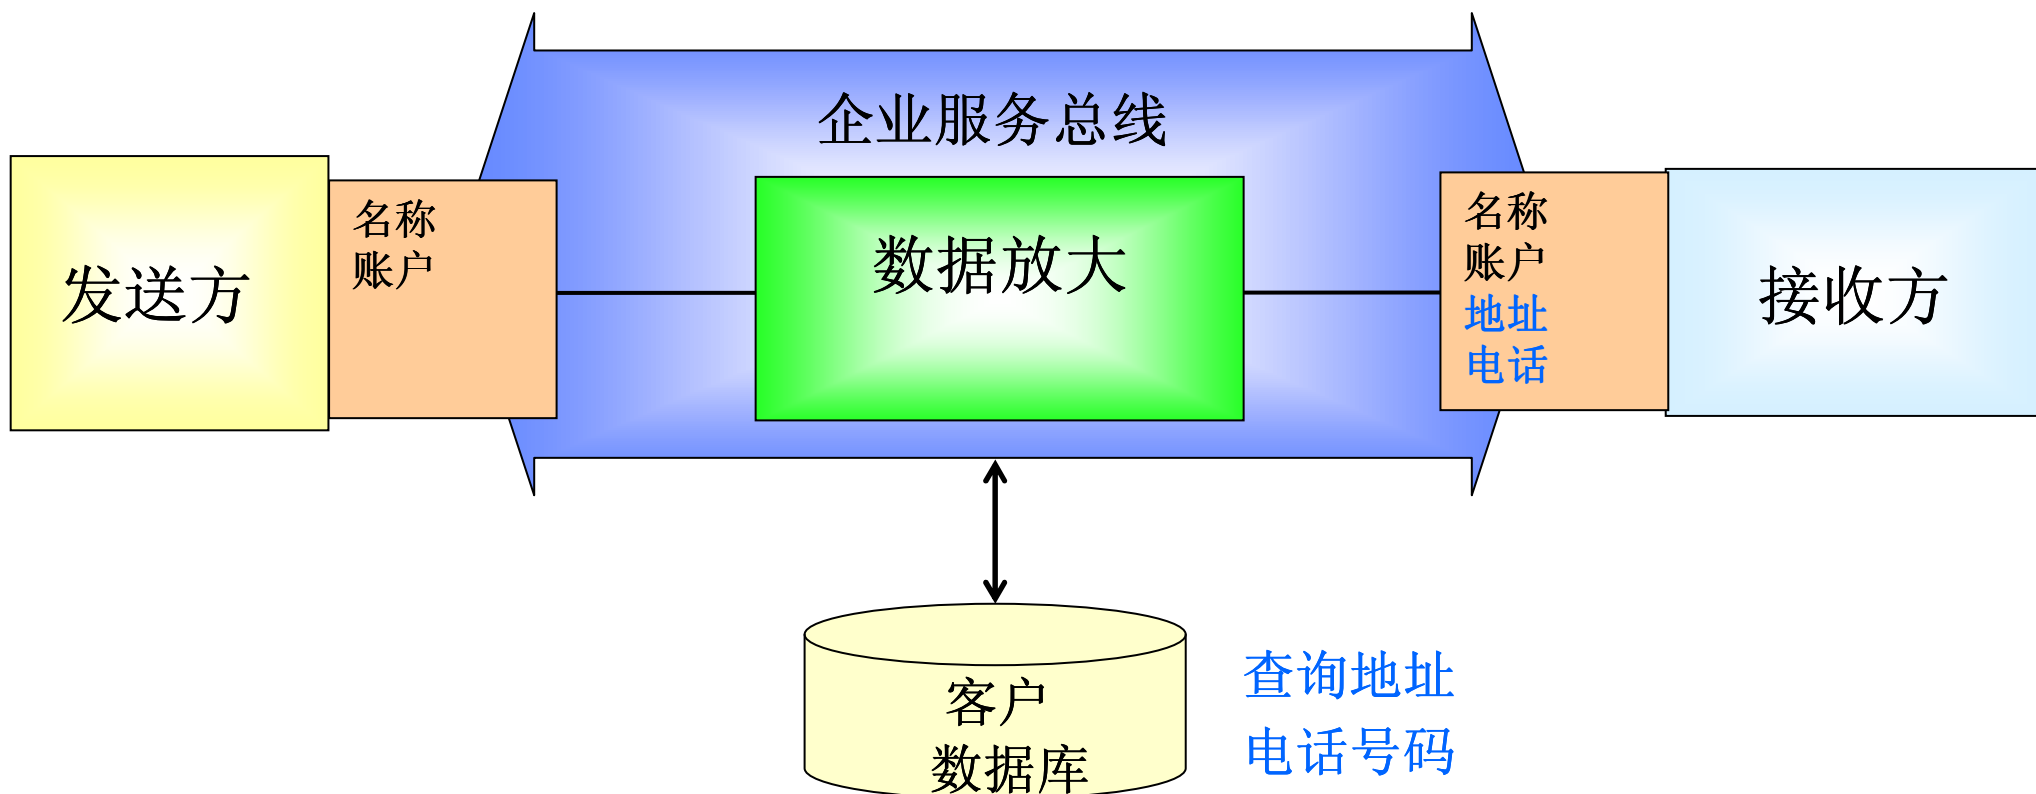 企业服务总线
发送方
名称
账户
数据放大
名称
账户
地址
电话
接收方
客户
数据库
查询地址
电话号码